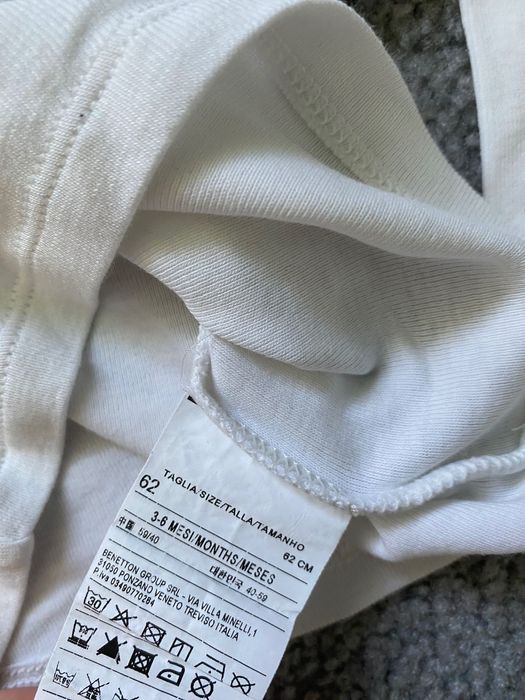 TAGLIA/SIZE/TALLA/TAMANHO
62 62 CM
3-6 MESI/MONTHS/MESES
中国 59/40 대한민국 40-59
BENETTON GROUP SRL - VIA VILLA MINELLI,1
31050 PONZANO VENETO TREVISO ITALIA
P.iva 03490770264
30